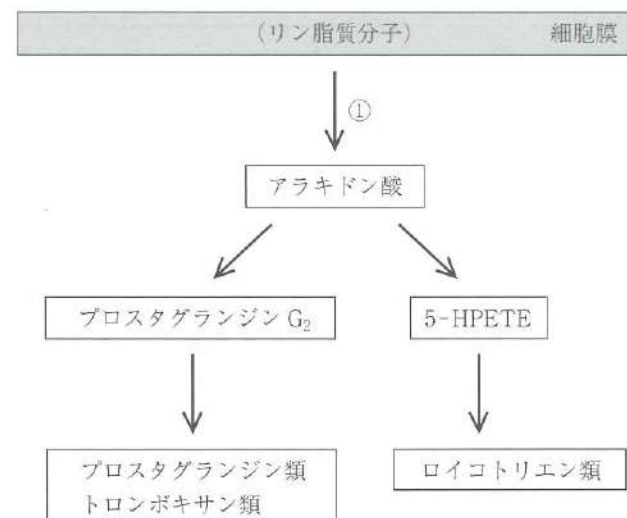 (リン脂質分子) 細胞膜
①
アラキドン酸
プロスタグランジン G₂
5-HPETE
プロスタグランジン類
トロンボキサン類
ロイコトリエン類